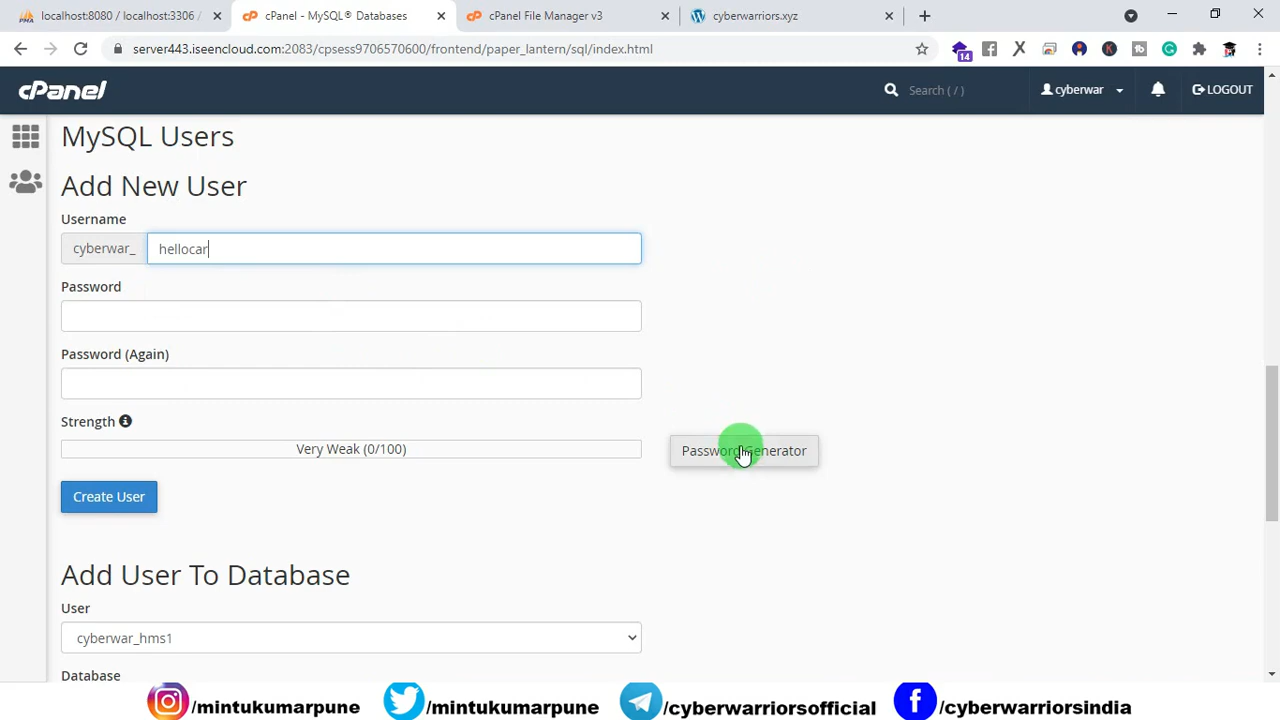 localhost:8080 / localhost:3306 /
cPanel - MySQL® Databases
cPanel File Manager v3
cyberwarriors.xyz
server443.iseencloud.com:2083/cpsess9706570600/frontend/paper_lantern/sql/index.html
14
cPanel
Search ( / )
cyberwar
LOGOUT
MySQL Users
Add New User
Username
cyberwar_
hellocar
Password
Password (Again)
Strength
Very Weak (0/100)
Password Generator
Create User
Add User To Database
User
cyberwar_hms1
Database
/mintukumarpune
/mintukumarpune
/cyberwarriorsofficial
/cyberwarriorsindia